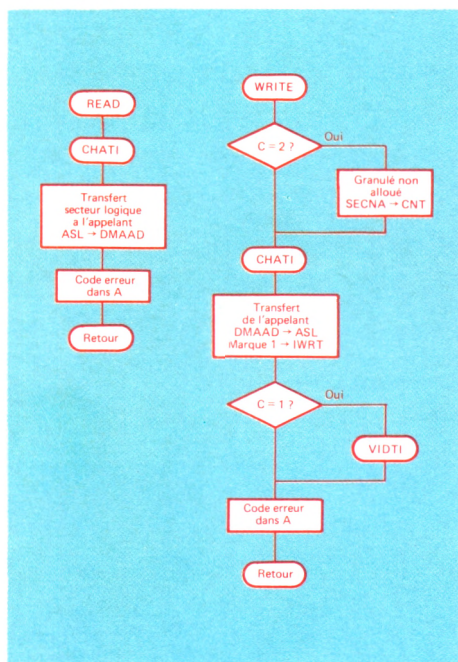 READ
CHATI
Transfert
secteur logique
a l'appelant
ASL → DMAAD
Code erreur
dans A
Retour
WRITE
C = 2 ?
Oui
Granulé non
alloué
SECNA → CNT
CHATI
Transfert
de l'appelant
DMAAD → ASL
Marque 1 → IWRT
C = 1 ?
Oui
VIDTI
Code erreur
dans A
Retour